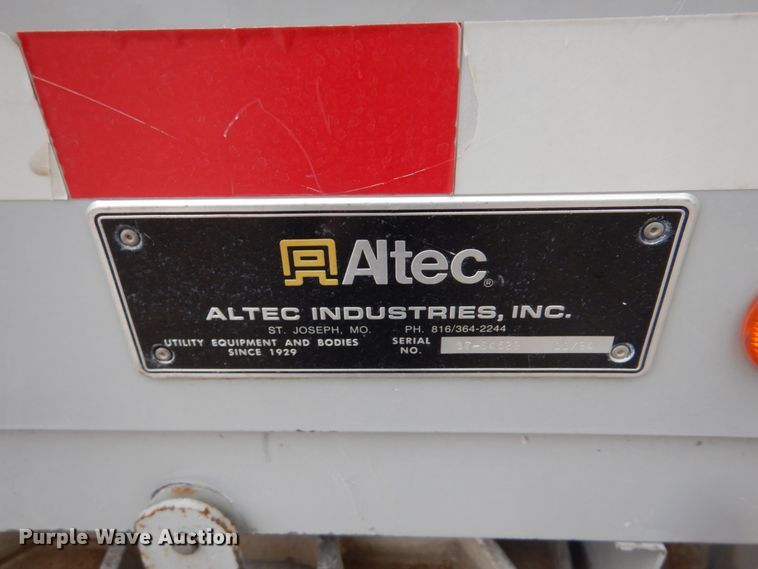 Altec®
ALTEC INDUSTRIES, INC.
ST. JOSEPH, MO. PH. 816/364-2244
UTILITY EQUIPMENT AND BODIES
SINCE 1929
SERIAL
NO.
Purple Wave Auction